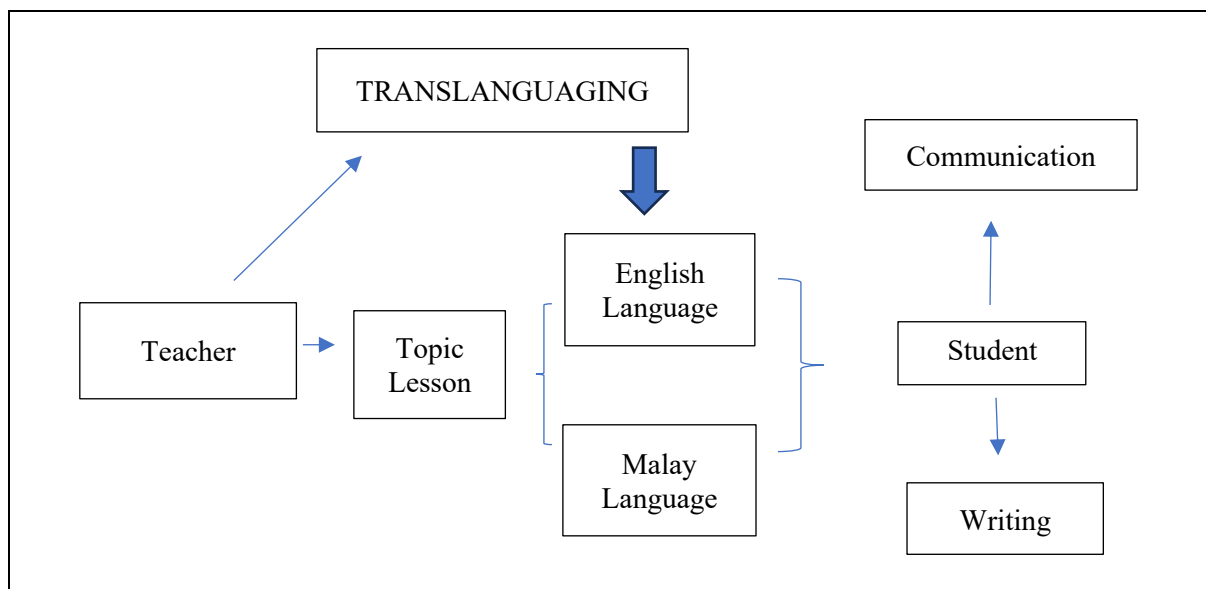 TRANSLANGUAGING
Communication
English
Language
Teacher
Topic
Lesson
Student
Malay
Language
Writing